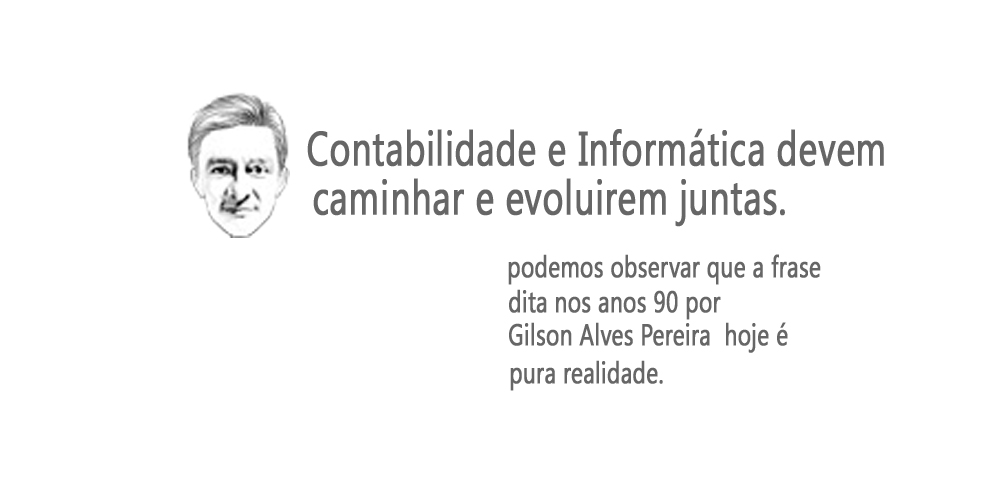 Contabilidade e Informática devem
caminhar e evoluirem juntas.
podemos observar que a frase
dita nos anos 90 por
Gilson Alves Pereira hoje é
pura realidade.